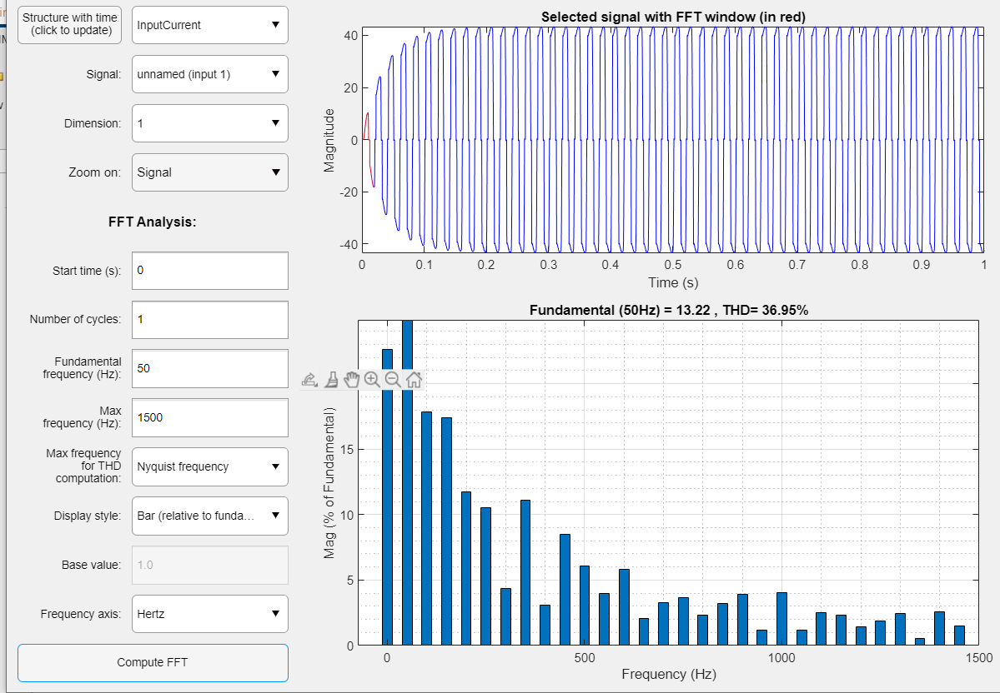 Structure with time
(click to update)
InputCurrent
Signal:
unnamed (input 1)
Dimension:
1
Zoom on:
Signal
FFT Analysis:
Start time (s):
0
Number of cycles:
1
Fundamental
frequency (Hz):
50
Max
frequency (Hz):
1500
Max frequency
for THD
computation:
Nyquist frequency
Display style:
Bar (relative to funda...
Base value:
1.0
Frequency axis:
Hertz
Compute FFT
Selected signal with FFT window (in red)
Magnitude
40
20
0
-20
-40
0 0.1 0.2 0.3 0.4 0.5 0.6 0.7 0.8 0.9 1
Time (s)
Fundamental (50Hz) = 13.22 , THD= 36.95%
Mag (% of Fundamental)
15
10
5
0
0 500 1000 1500
Frequency (Hz)